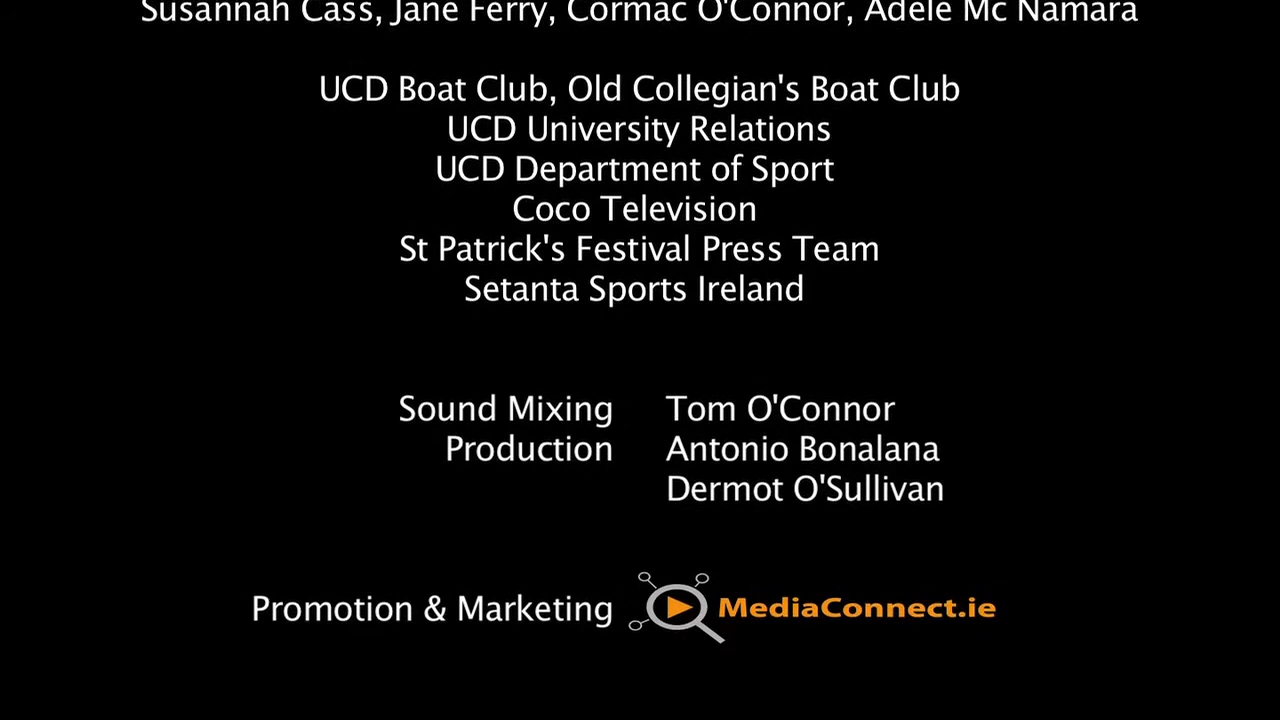 Susannah Cass, Jane Ferry, Cormac O'Connor, Adele Mc Namara
UCD Boat Club, Old Collegian's Boat Club
UCD University Relations
UCD Department of Sport
Coco Television
St Patrick's Festival Press Team
Setanta Sports Ireland
Sound Mixing Tom O'Connor
Production Antonio Bonalana
Dermot O'Sullivan
Promotion & Marketing MediaConnect.ie